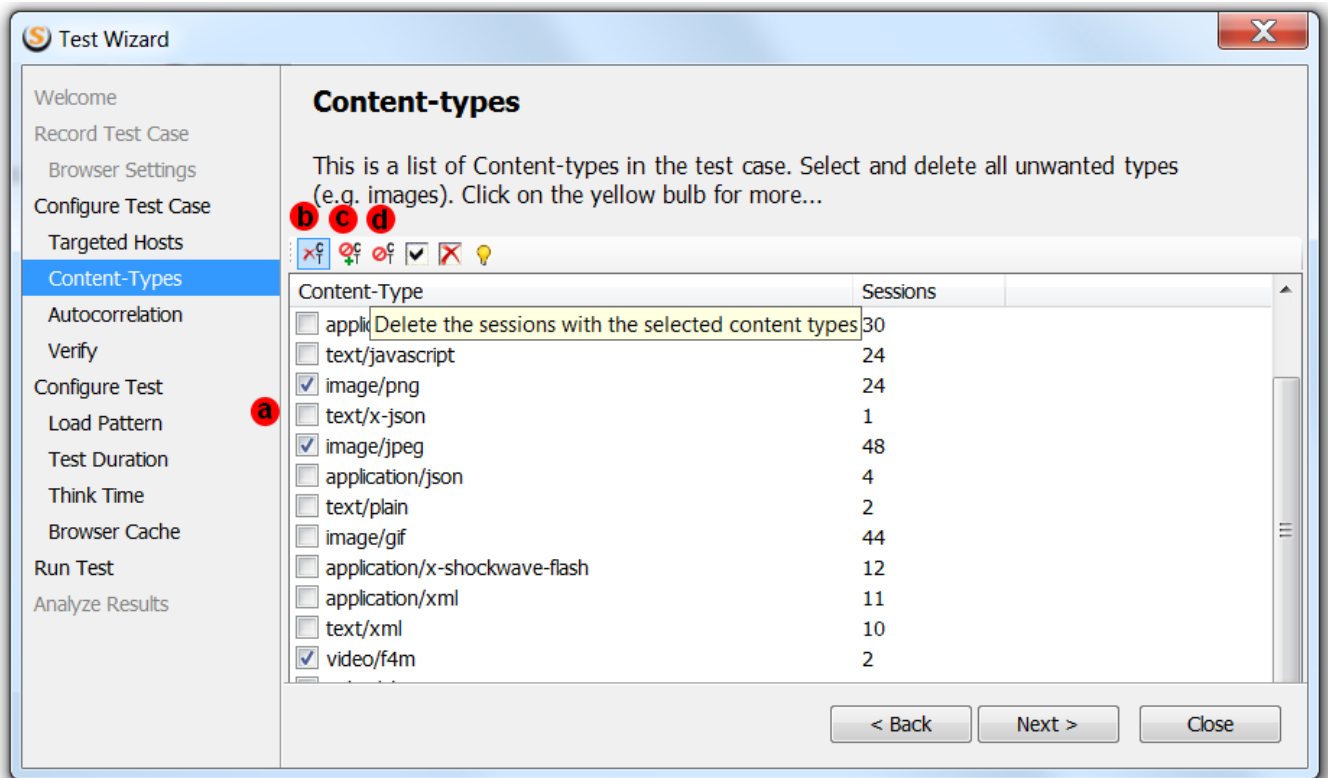 Test Wizard
Welcome
Record Test Case
Browser Settings
Configure Test Case
Targeted Hosts
Content-Types
Autocorrelation
Verify
Configure Test
Load Pattern
Test Duration
Think Time
Browser Cache
Run Test
Analyze Results
a
Content-types
This is a list of Content-types in the test case. Select and delete all unwanted types
(e.g. images). Click on the yellow bulb for more...
b c d
Content-Type Sessions
Delete the sessions with the selected content types 30
text/javascript 24
image/png 24
text/x-json 1
image/jpeg 48
application/json 4
text/plain 2
image/gif 44
application/x-shockwave-flash 12
application/xml 11
text/xml 10
video/f4m 2
< Back Next > Close